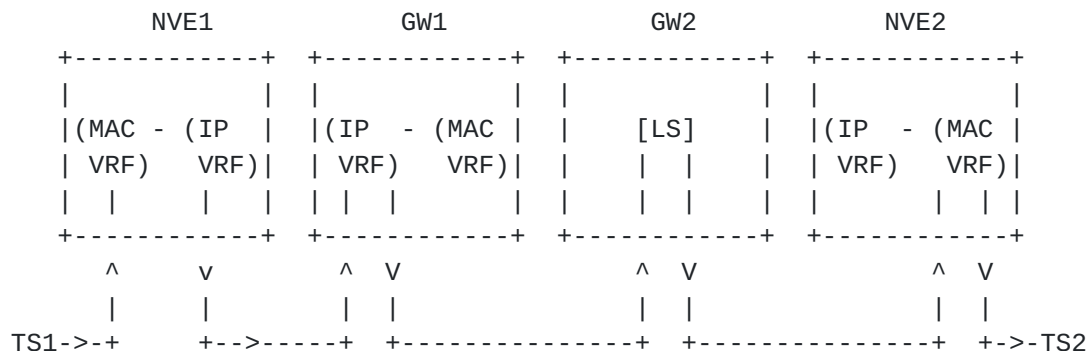 NVE1             GW1             GW2            NVE2
    +------------+  +------------+  +------------+  +------------+
    |            |  |            |  |            |  |            |
    |(MAC - (IP  |  |(IP  - (MAC |  |    [LS]    |  |(IP  - (MAC |
    | VRF)   VRF)|  | VRF)   VRF)|  |    |  |    |  | VRF)   VRF)|
    |  |     |   |  | |  |       |  |    |  |    |  |       |  | |
    +------------+  +------------+  +------------+  +------------+
       ^     v        ^  V               ^  V               ^  V
       |     |        |  |               |  |               |  |
 TS1->-+     +-->-----+  +---------------+  +---------------+  +->-TS2